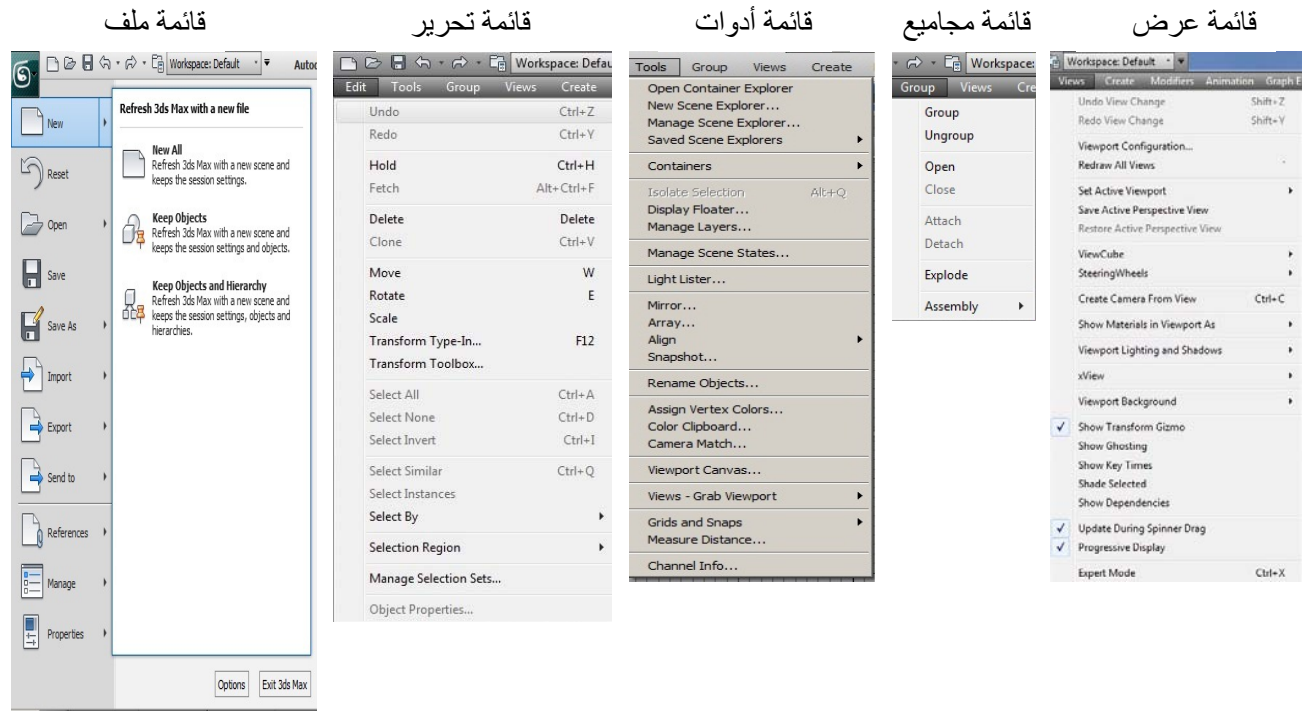 قائمة ملف
Workspace: Default
Autoc
New
Reset
Open
Save
Save As
Import
Export
Send to
References
Manage
Properties
Refresh 3ds Max with a new file
New All
Refresh 3ds Max with a new scene and
keeps the session settings.
Keep Objects
Refresh 3ds Max with a new scene and
keeps the session settings and objects.
Keep Objects and Hierarchy
Refresh 3ds Max with a new scene and
keeps the session settings, objects and
hierarchies.
Options Exit 3ds Max
قائمة تحرير
Workspace: Defau
Edit Tools Group Views Create
Undo Ctrl+Z
Redo Ctrl+Y
Hold Ctrl+H
Fetch Alt+Ctrl+F
Delete Delete
Clone Ctrl+V
Move W
Rotate E
Scale
Transform Type-In... F12
Transform Toolbox...
Select All Ctrl+A
Select None Ctrl+D
Select Invert Ctrl+I
Select Similar Ctrl+Q
Select Instances
Select By
Selection Region
Manage Selection Sets...
Object Properties...
قائمة أدوات
Tools Group Views Create
Open Container Explorer
New Scene Explorer...
Manage Scene Explorer...
Saved Scene Explorers
Containers
Isolate Selection Alt+Q
Display Floater...
Manage Layers...
Manage Scene States...
Light Lister...
Mirror...
Array...
Align
Snapshot...
Rename Objects...
Assign Vertex Colors...
Color Clipboard...
Camera Match...
Viewport Canvas...
Views - Grab Viewport
Grids and Snaps
Measure Distance...
Channel Info...
قائمة مجاميع
Workspace:
Group Views Cre
Group
Ungroup
Open
Close
Attach
Detach
Explode
Assembly
قائمة عرض
Workspace: Default
Views Create Modifiers Animation Graph E
Undo View Change Shift+Z
Redo View Change Shift+Y
Viewport Configuration...
Redraw All Views
Set Active Viewport
Save Active Perspective View
Restore Active Perspective View
ViewCube
SteeringWheels
Create Camera From View Ctrl+C
Show Materials in Viewport As
Viewport Lighting and Shadows
xView
Viewport Background
Show Transform Gizmo
Show Ghosting
Show Key Times
Shade Selected
Show Dependencies
Update During Spinner Drag
Progressive Display
Expert Mode Ctrl+X